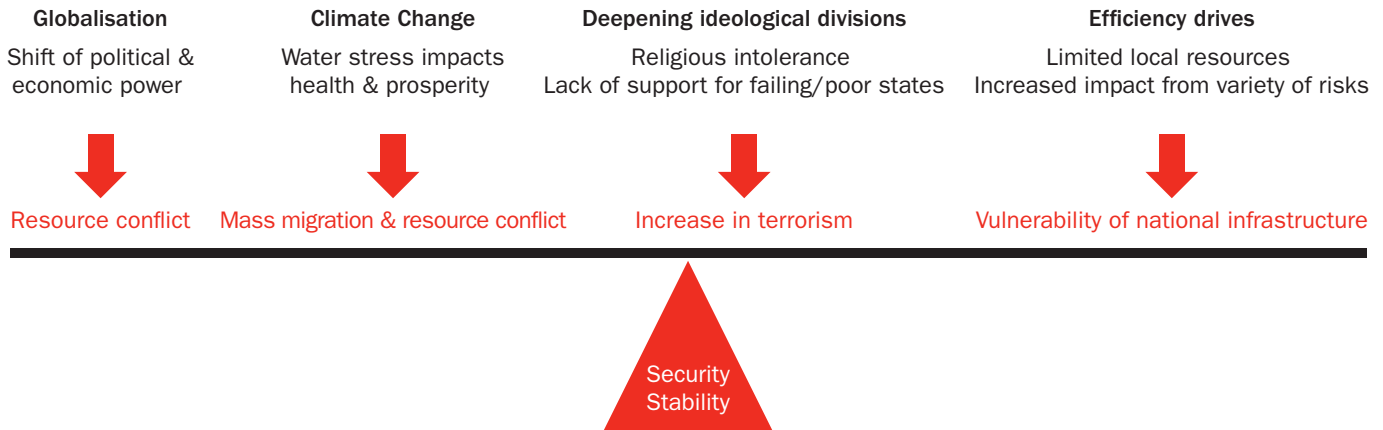 Globalisation
Shift of political &
economic power
Resource conflict
Climate Change
Water stress impacts
health & prosperity
Mass migration & resource conflict
Deepening ideological divisions
Religious intolerance
Lack of support for failing/poor states
Increase in terrorism
Efficiency drives
Limited local resources
Increased impact from variety of risks
Vulnerability of national infrastructure
Security
Stability